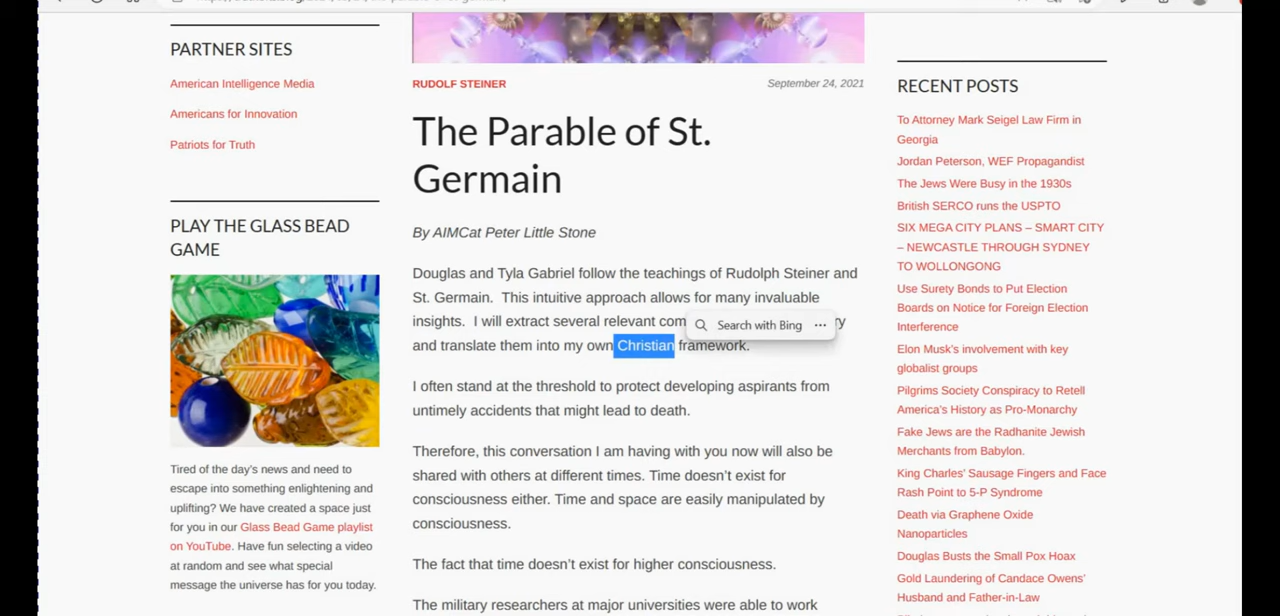 PARTNER SITES
American Intelligence Media
Americans for Innovation
Patriots for Truth
PLAY THE GLASS BEAD
GAME
Tired of the day's news and need to
escape into something enlightening and
uplifting? We have created a space just
for you in our Glass Bead Game playlist
on YouTube. Have fun selecting a video
at random and see what special
message the universe has for you today.
RUDOLF STEINER
September 24, 2021
The Parable of St.
Germain
By AIMCat Peter Little Stone
Douglas and Tyla Gabriel follow the teachings of Rudolph Steiner and
St. Germain. This intuitive approach allows for many invaluable
insights. I will extract several relevant com
Search with Bing
and translate them into my own Christian framework.
I often stand at the threshold to protect developing aspirants from
untimely accidents that might lead to death.
Therefore, this conversation I am having with you now will also be
shared with others at different times. Time doesn't exist for
consciousness either. Time and space are easily manipulated by
consciousness.
The fact that time doesn't exist for higher consciousness.
The military researchers at major universities were able to work
RECENT POSTS
To Attorney Mark Seigel Law Firm in
Georgia
Jordan Peterson, WEF Propagandist
The Jews Were Busy in the 1930s
British SERCO runs the USPTO
SIX MEGA CITY PLANS – SMART CITY
– NEWCASTLE THROUGH SYDNEY
TO WOLLONGONG
Use Surety Bonds to Put Election
Boards on Notice for Foreign Election
Interference
Elon Musk's involvement with key
globalist groups
Pilgrims Society Conspiracy to Retell
America's History as Pro-Monarchy
Fake Jews are the Radhanite Jewish
Merchants from Babylon.
King Charles' Sausage Fingers and Face
Rash Point to 5-P Syndrome
Death via Graphene Oxide
Nanoparticles
Douglas Busts the Small Pox Hoax
Gold Laundering of Candace Owens'
Husband and Father-in-Law